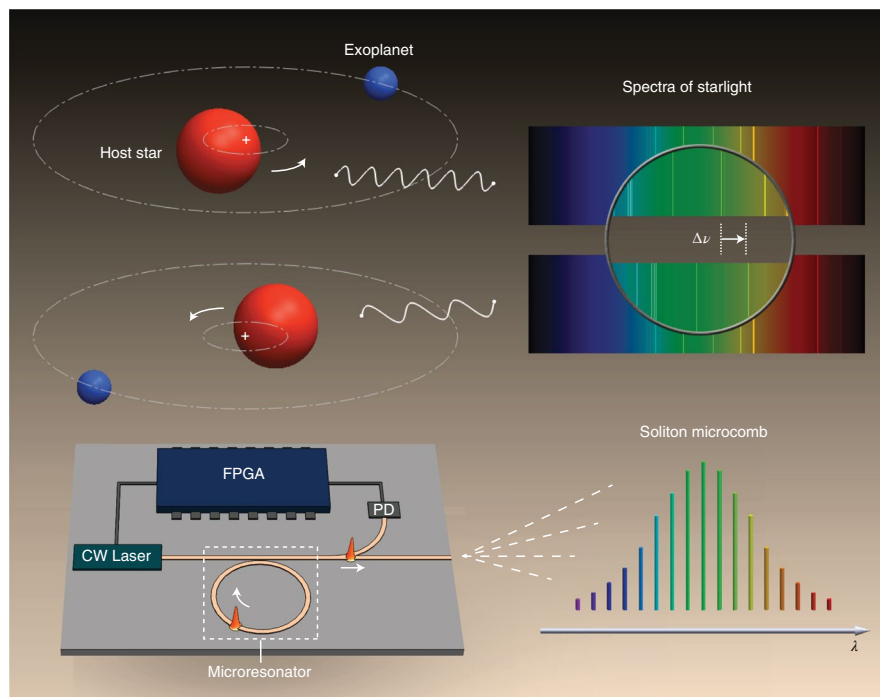 Exoplanet
Host star
+
Spectra of starlight
Δν
+
Soliton microcomb
FPGA
PD
CW Laser
Microresonator
λ